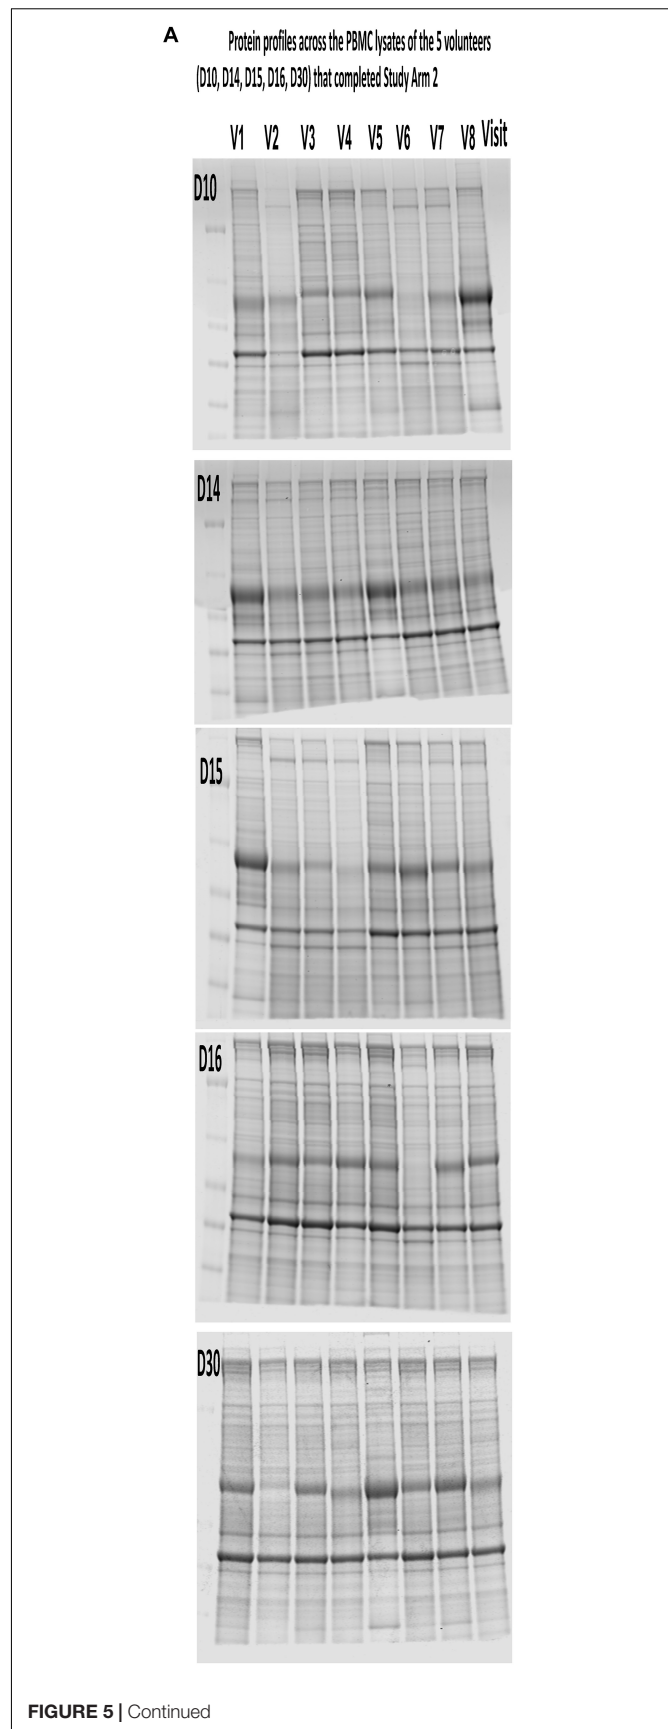 A
Protein profiles across the PBMC lysates of the 5 volunteers
(D10, D14, D15, D16, D30) that completed Study Arm 2
V1 V2 V3 V4 V5 V6 V7 V8 Visit
D10
D14
D15
D16
D30
FIGURE 5 | Continued